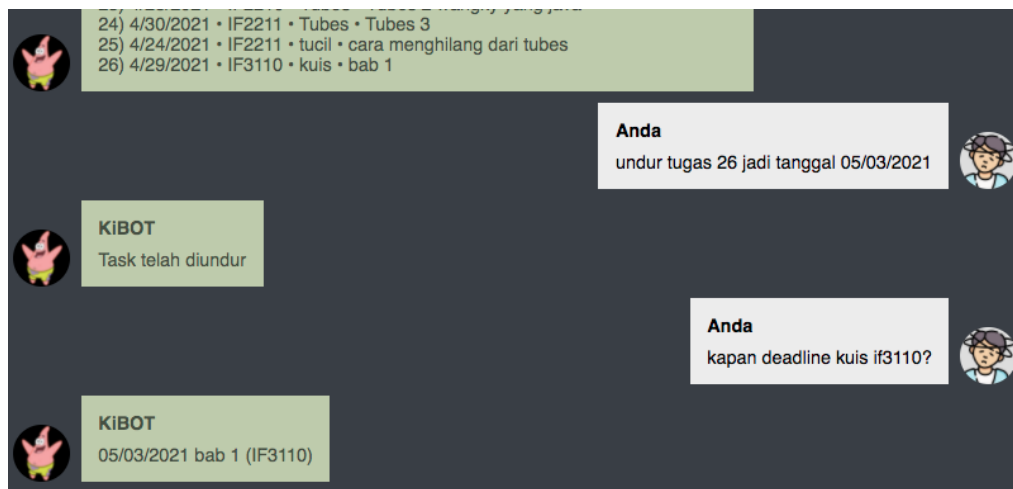 24) 4/30/2021 • IF2211 • Tubes • Tubes 3
25) 4/24/2021 • IF2211 • tucil • cara menghilang dari tubes
26) 4/29/2021 • IF3110 • kuis • bab 1
Anda
undur tugas 26 jadi tanggal 05/03/2021
KiBOT
Task telah diundur
Anda
kapan deadline kuis if3110?
KiBOT
05/03/2021 bab 1 (IF3110)